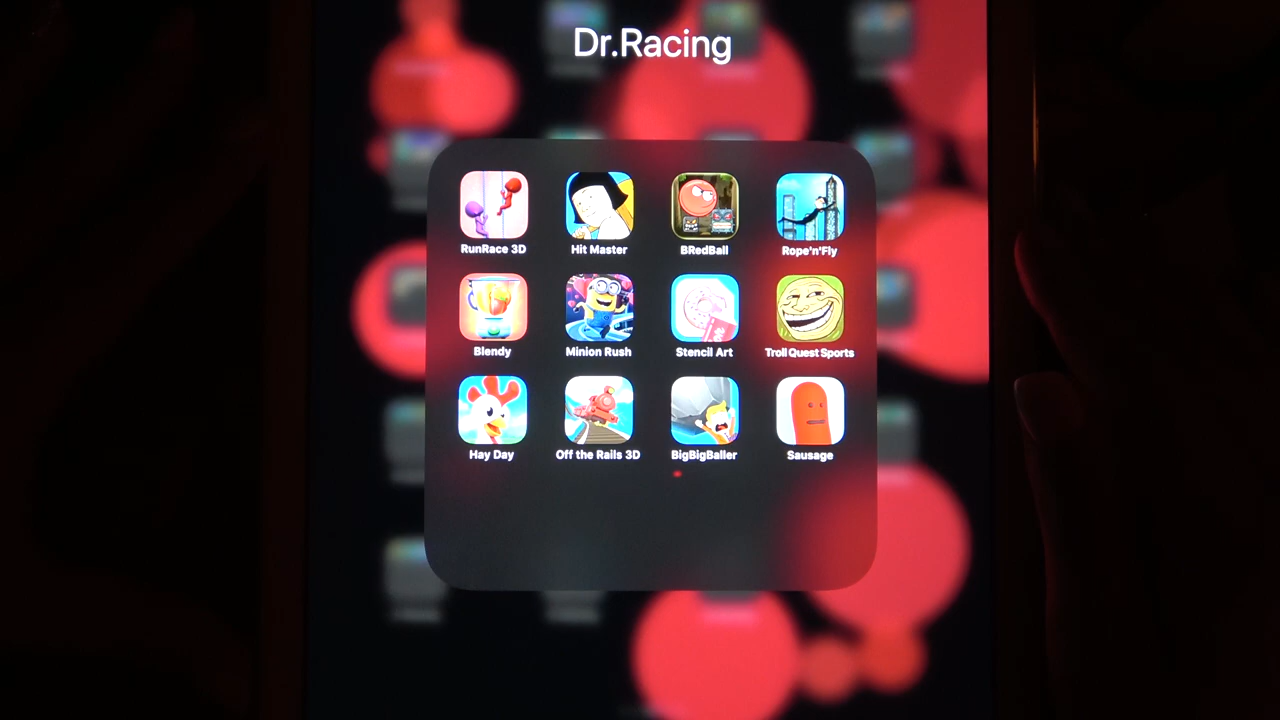 Dr.Racing
RunRace 3D
Hit Master
BRedBall
Rope'n'Fly
Blendy
Minion Rush
Stencil Art
Troll Quest Sports
Hay Day
Off the Rails 3D
BigBigBaller
Sausage